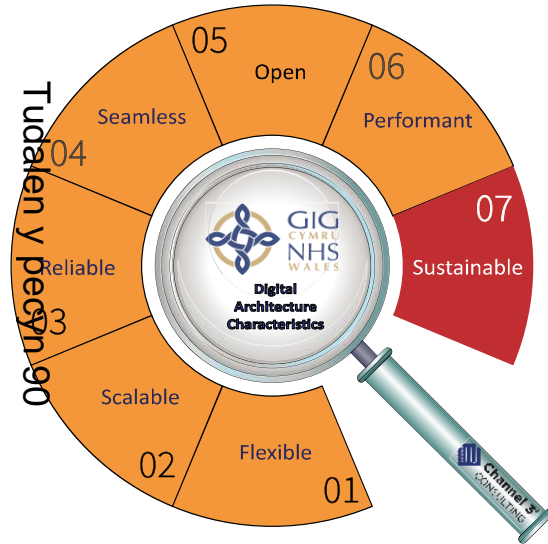 05
Open
06
Seamless
Performant
04
07
Reliable
Sustainable
03
Scalable
02
Flexible
01
GIG
CYMRU
NHS
WALES
Digital
Architecture
Characteristics
Channel 3
CONSULTING
Tudalen y pecyn 90